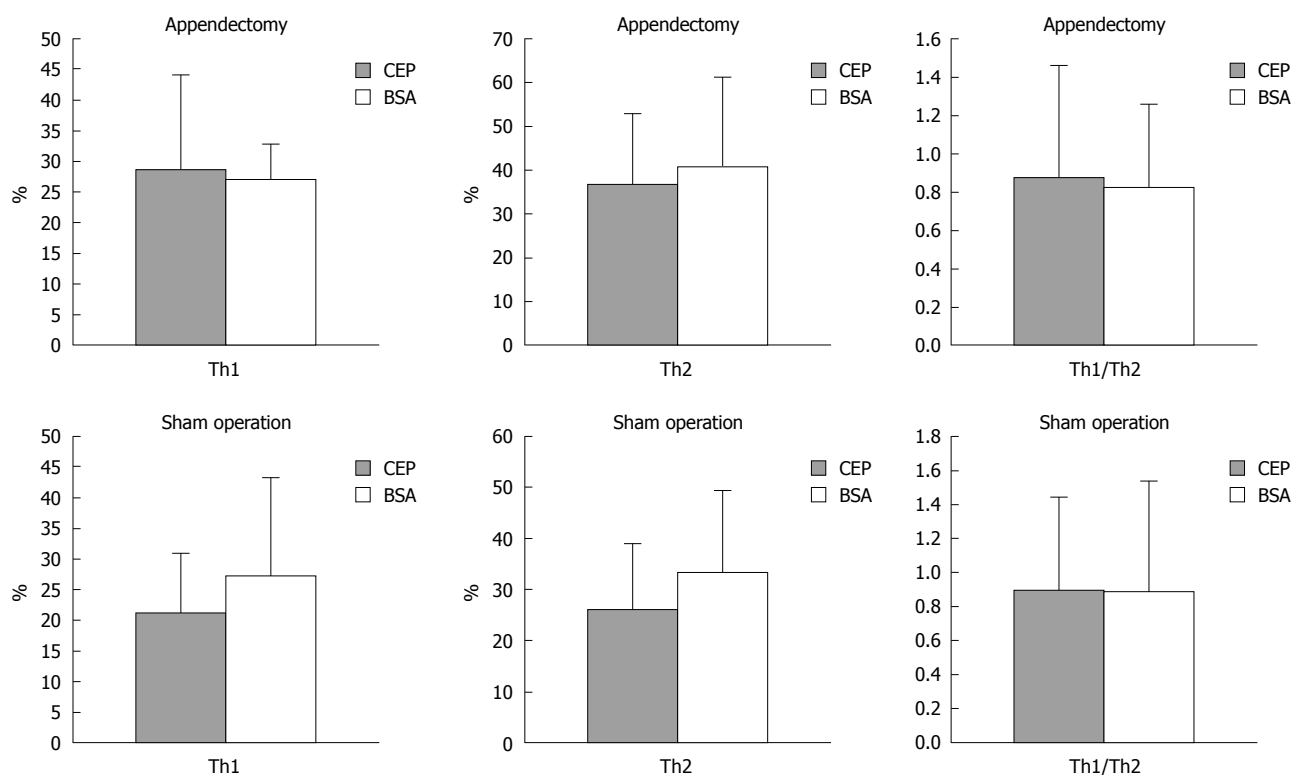 Appendectomy
50
45
40
35
30
25
20
15
10
5
0
%
CEP
BSA
Th1
Appendectomy
70
60
50
40
30
20
10
0
%
CEP
BSA
Th2
Appendectomy
1.6
1.4
1.2
1.0
0.8
0.6
0.4
0.2
0.0
CEP
BSA
Th1/Th2
Sham operation
50
45
40
35
30
25
20
15
10
5
0
%
CEP
BSA
Th1
Sham operation
60
50
40
30
20
10
0
%
CEP
BSA
Th2
Sham operation
1.8
1.6
1.4
1.2
1.0
0.8
0.6
0.4
0.2
0.0
CEP
BSA
Th1/Th2